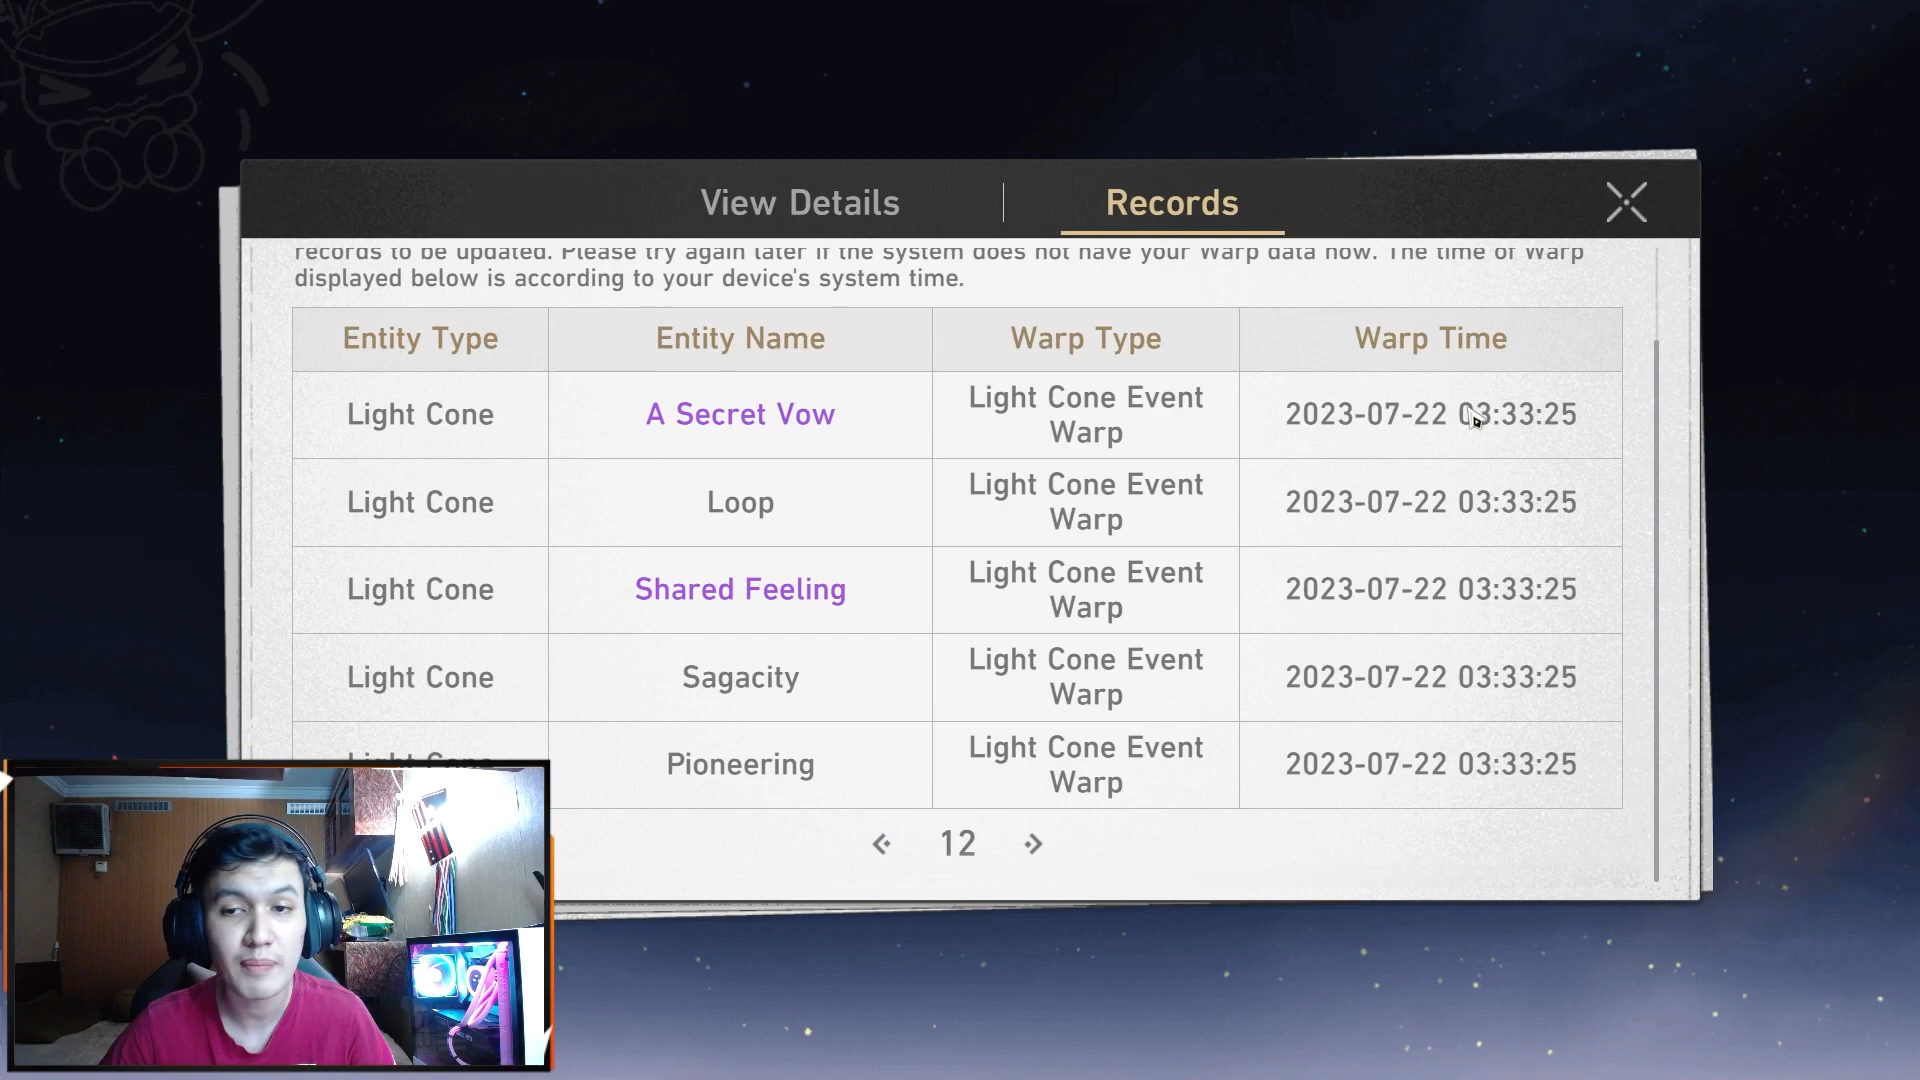 View Details
Records
records to be updated. Please try again later if the system does not have your Warp data now. The time of Warp
displayed below is according to your device's system time.
Entity Type
Entity Name
Warp Type
Warp Time
Light Cone
A Secret Vow
Light Cone Event
Warp
2023-07-22 03:33:25
Light Cone
Loop
Light Cone Event
Warp
2023-07-22 03:33:25
Light Cone
Shared Feeling
Light Cone Event
Warp
2023-07-22 03:33:25
Light Cone
Sagacity
Light Cone Event
Warp
2023-07-22 03:33:25
Light Cone
Pioneering
Light Cone Event
Warp
2023-07-22 03:33:25
12